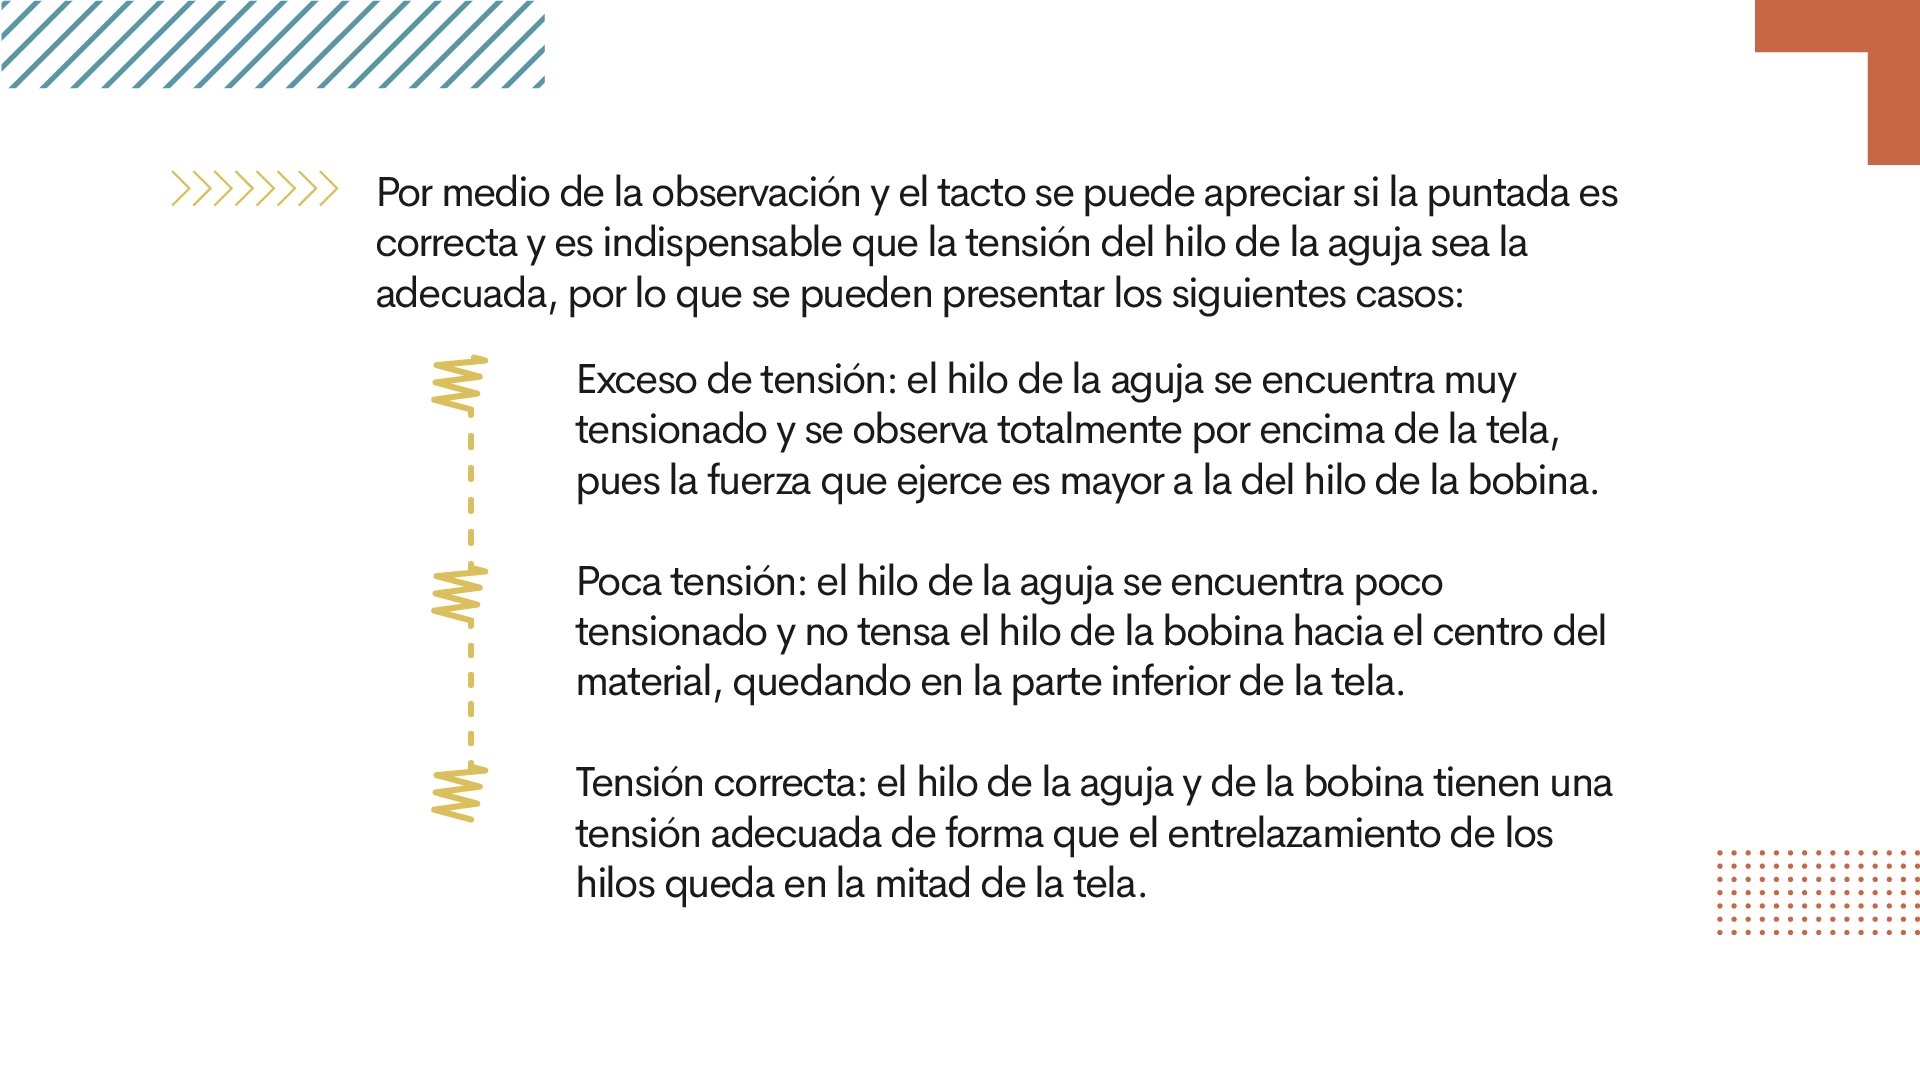 Por medio de la observación y el tacto se puede apreciar si la puntada es
correcta y es indispensable que la tensión del hilo de la aguja sea la
adecuada, por lo que se pueden presentar los siguientes casos:
Exceso de tensión: el hilo de la aguja se encuentra muy
tensionado y se observa totalmente por encima de la tela,
pues la fuerza que ejerce es mayor a la del hilo de la bobina.
Poca tensión: el hilo de la aguja se encuentra poco
tensionado y no tensa el hilo de la bobina hacia el centro del
material, quedando en la parte inferior de la tela.
Tensión correcta: el hilo de la aguja y de la bobina tienen una
tensión adecuada de forma que el entrelazamiento de los
hilos queda en la mitad de la tela.